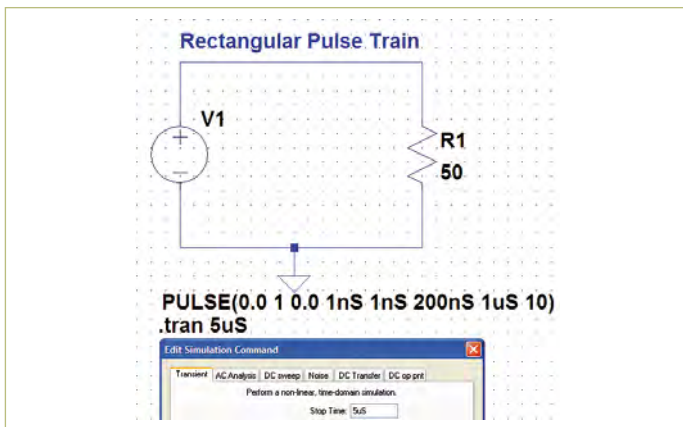 Rectangular Pulse Train
V1
R1
50
PULSE(0.0 1 0.0 1nS 1nS 200nS 1uS 10)
.tran 5uS
Edit Simulation Command
Transient AC Analysis DC sweep Noise DC Transfer DC op pnt
Perform a non-linear, time-domain simulation.
Stop Time: 5uS